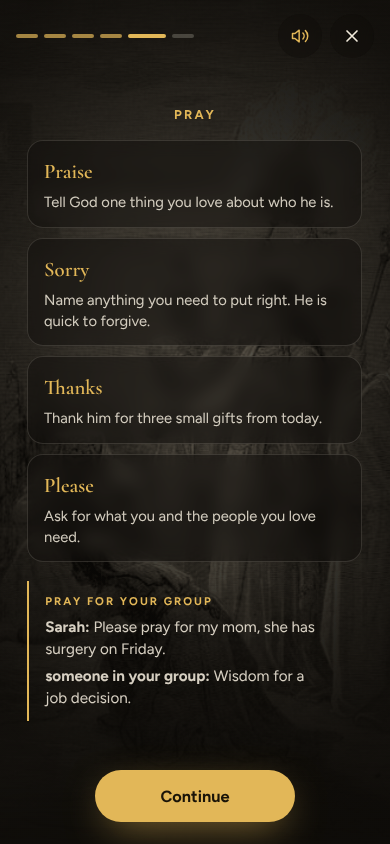 PRAY
Praise
Tell God one thing you love about who he is.
Sorry
Name anything you need to put right. He is
quick to forgive.
Thanks
Thank him for three small gifts from today.
Please
Ask for what you and the people you love
need.
PRAY FOR YOUR GROUP
Sarah: Please pray for my mom, she has
surgery on Friday.
someone in your group: Wisdom for a
job decision.
Continue